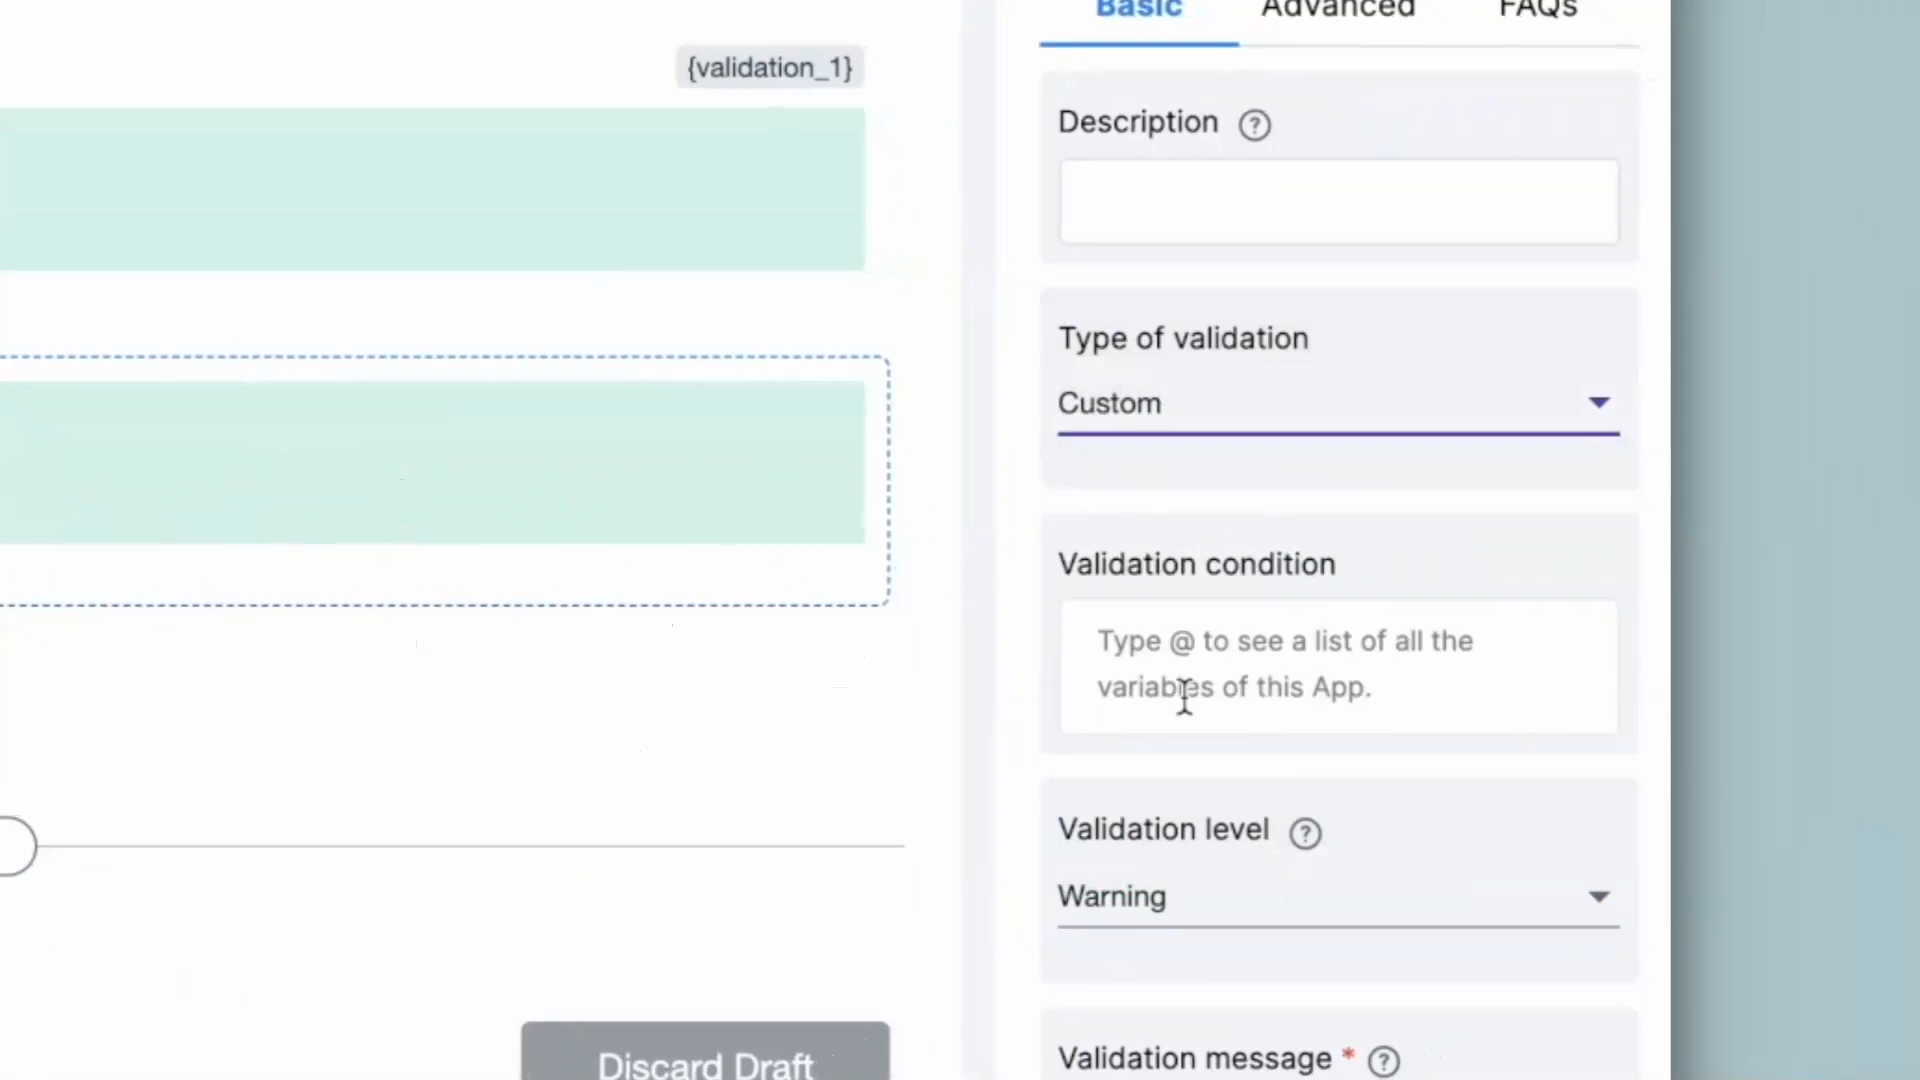 Basic Advanced FAQs
{validation_1}
Description ?
Type of validation
Custom
Validation condition
Type @ to see a list of all the
variables of this App.
Validation level ?
Warning
Discard Draft
Validation message * ?